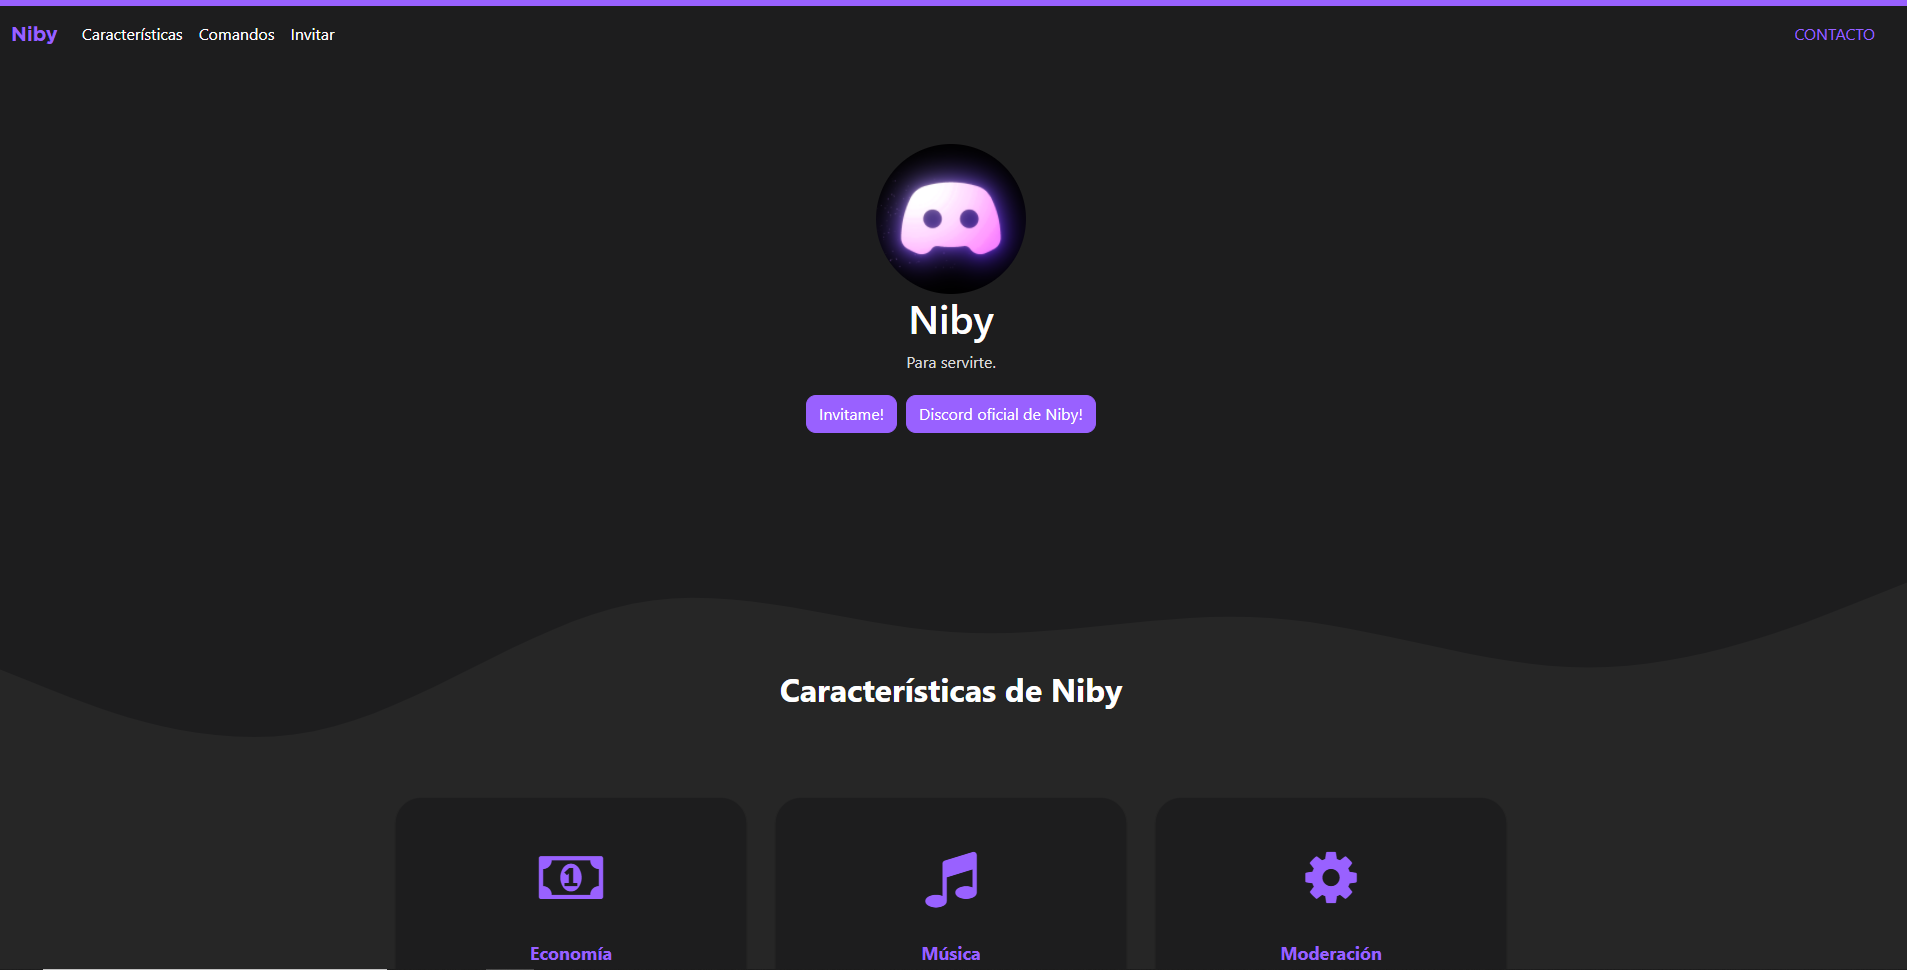 Niby Características Comandos Invitar CONTACTO
Niby
Para servirte.
Invitame! Discord oficial de Niby!
Características de Niby
1
Economía Música Moderación